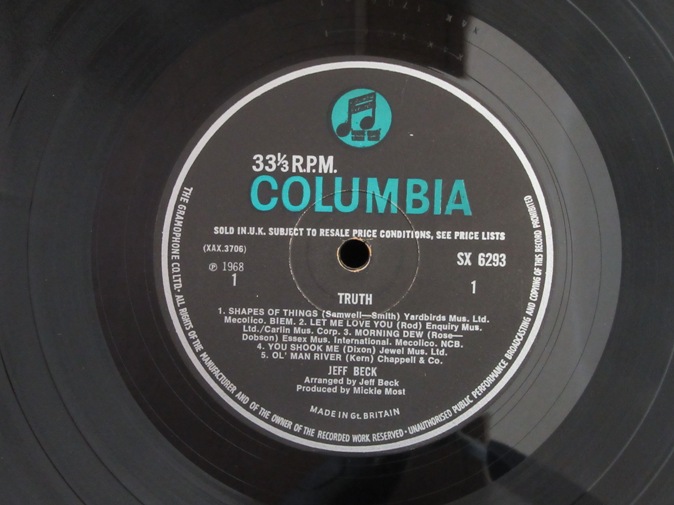 33⅓ R.P.M.
COLUMBIA
SOLD IN U.K. SUBJECT TO RESALE PRICE CONDITIONS, SEE PRICE LISTS
(XAX.3706)
SX 6293
℗ 1968
1
1
TRUTH
1. SHAPES OF THINGS (Samwell—Smith) Yardbirds Mus. Ltd.
Mecolico. BIEM. 2. LET ME LOVE YOU (Rod) Enquiry Mus.
Ltd./Carlin Mus. Corp. 3. MORNING DEW (Rose—
Dobson) Essex Mus. International. Mecolico. NCB.
4. YOU SHOOK ME (Dixon) Jewel Mus. Ltd.
5. OL' MAN RIVER (Kern) Chappell & Co.
JEFF BECK
Arranged by Jeff Beck
Produced by Mickie Most
MADE IN Gt. BRITAIN
THE GRAMOPHONE CO. LTD. · ALL RIGHTS OF THE MANUFACTURER AND OF THE OWNER OF THE RECORDED WORK RESERVED · UNAUTHORISED PUBLIC PERFORMANCE BROADCASTING AND COPYING OF THIS RECORD PROHIBITED